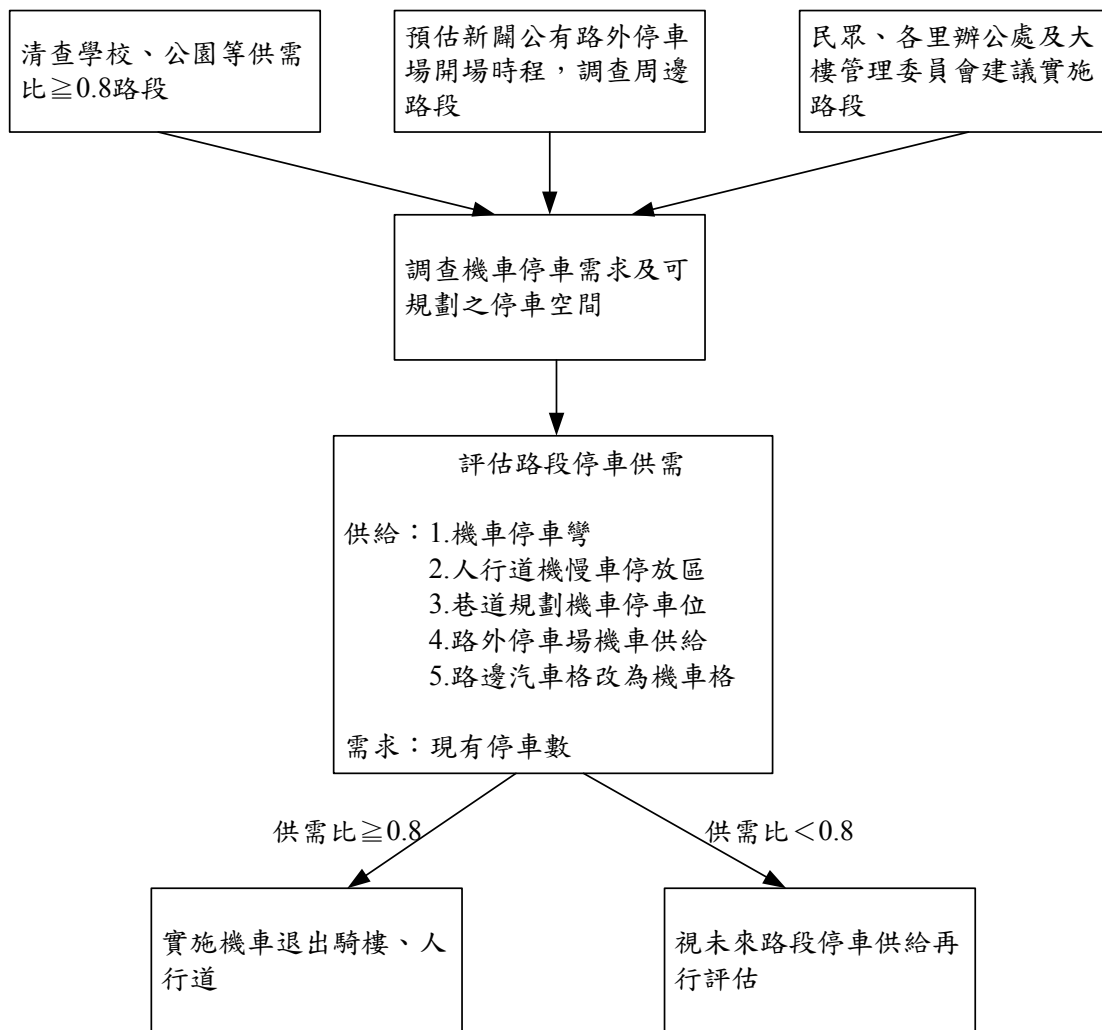 清查學校、公園等供需
比≧0.8路段
預估新闢公有路外停車
場開場時程，調查周邊
路段
民眾、各里辦公處及大
樓管理委員會建議實施
路段
調查機車停車需求及可
規劃之停車空間
評估路段停車供需
供給：1.機車停車彎
2.人行道機慢車停放區
3.巷道規劃機車停車位
4.路外停車場機車供給
5.路邊汽車格改為機車格
需求：現有停車數
供需比≧0.8
供需比＜0.8
實施機車退出騎樓、人
行道
視未來路段停車供給再
行評估